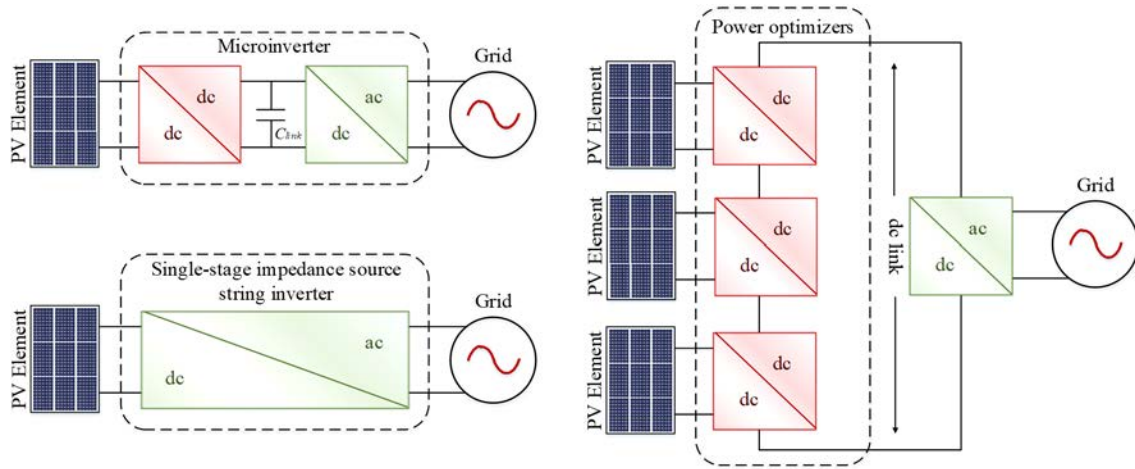 Microinverter
PV Element
dc
dc
Clink
ac
dc
Grid
Single-stage impedance source
string inverter
PV Element
dc
ac
Grid
Power optimizers
PV Element
dc
dc
PV Element
dc
dc
PV Element
dc
dc
dc link
ac
dc
Grid